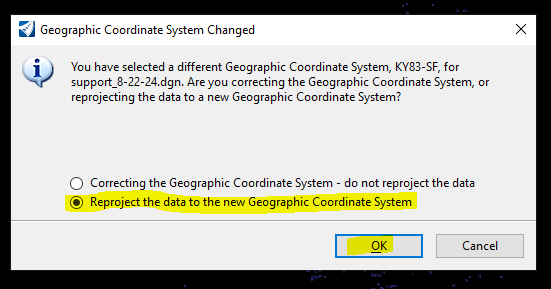 Geographic Coordinate System Changed
You have selected a different Geographic Coordinate System, KY83-SF, for
support_8-22-24.dgn. Are you correcting the Geographic Coordinate System, or
reprojecting the data to a new Geographic Coordinate System?
Correcting the Geographic Coordinate System - do not reproject the data
Reproject the data to the new Geographic Coordinate System
OK
Cancel